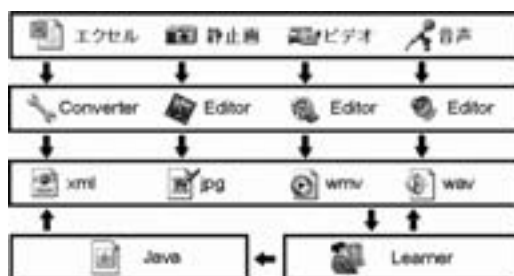 エクセル 静止画 ビデオ 音声
Converter Editor Editor Editor
xml jpg wmv wav
Java Learner